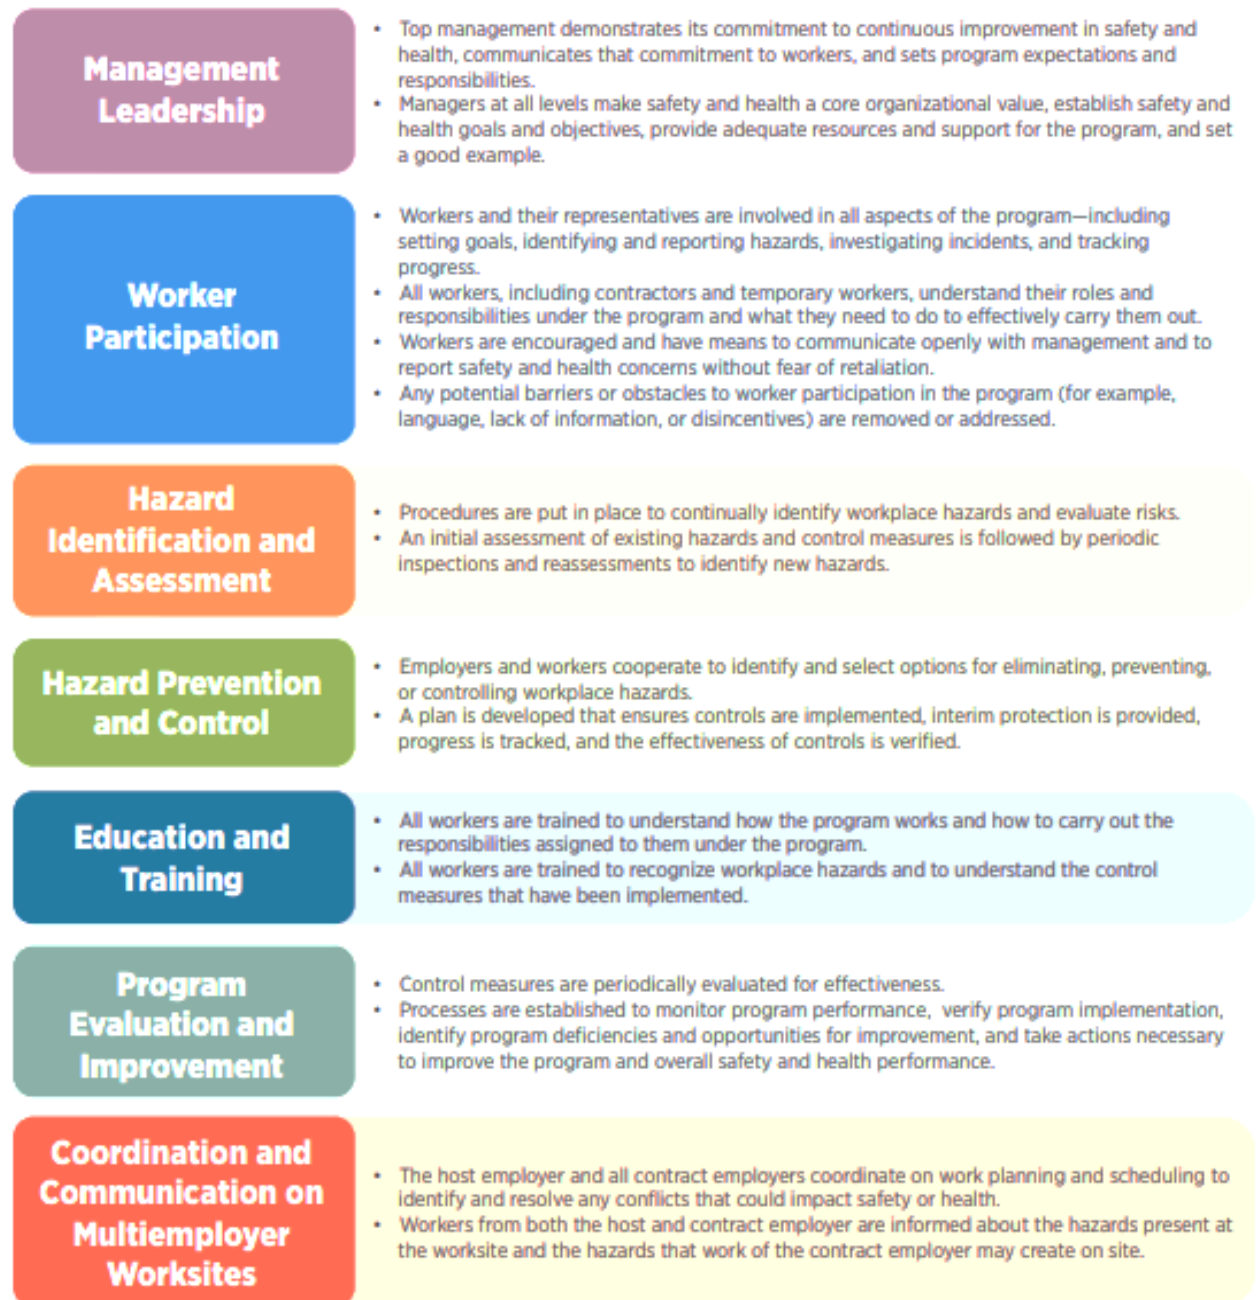 Management
Leadership
• Top management demonstrates its commitment to continuous improvement in safety and
health, communicates that commitment to workers, and sets program expectations and
responsibilities.
• Managers at all levels make safety and health a core organizational value, establish safety and
health goals and objectives, provide adequate resources and support for the program, and set
a good example.
Worker
Participation
• Workers and their representatives are involved in all aspects of the program—including
setting goals, identifying and reporting hazards, investigating incidents, and tracking
progress.
• All workers, including contractors and temporary workers, understand their roles and
responsibilities under the program and what they need to do to effectively carry them out.
• Workers are encouraged and have means to communicate openly with management and to
report safety and health concerns without fear of retaliation.
• Any potential barriers or obstacles to worker participation in the program (for example,
language, lack of information, or disincentives) are removed or addressed.
Hazard
Identification and
Assessment
• Procedures are put in place to continually identify workplace hazards and evaluate risks.
• An initial assessment of existing hazards and control measures is followed by periodic
inspections and reassessments to identify new hazards.
Hazard Prevention
and Control
• Employers and workers cooperate to identify and select options for eliminating, preventing,
or controlling workplace hazards.
• A plan is developed that ensures controls are implemented, interim protection is provided,
progress is tracked, and the effectiveness of controls is verified.
Education and
Training
• All workers are trained to understand how the program works and how to carry out the
responsibilities assigned to them under the program.
• All workers are trained to recognize workplace hazards and to understand the control
measures that have been implemented.
Program
Evaluation and
Improvement
• Control measures are periodically evaluated for effectiveness.
• Processes are established to monitor program performance, verify program implementation,
identify program deficiencies and opportunities for improvement, and take actions necessary
to improve the program and overall safety and health performance.
Coordination and
Communication on
Multiemployer
Worksites
• The host employer and all contract employers coordinate on work planning and scheduling to
identify and resolve any conflicts that could impact safety or health.
• Workers from both the host and contract employer are informed about the hazards present at
the worksite and the hazards that work of the contract employer may create on site.